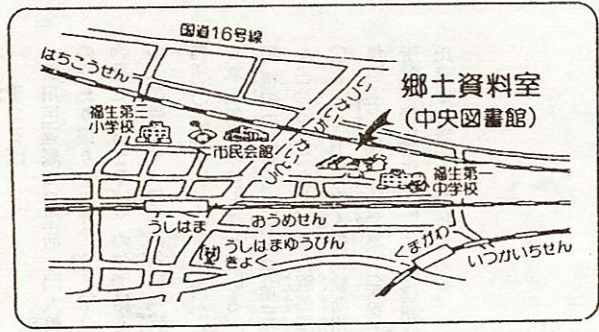 国道16号線
はちこうせん
いつかいちかいどう
郷土資料室
(中央図書館)
福生第三
小学校
市民会館
福生第一
中学校
うしはま
おうめせん
うしはまゆうびん
きょく
くまがわ
いつかいちせん